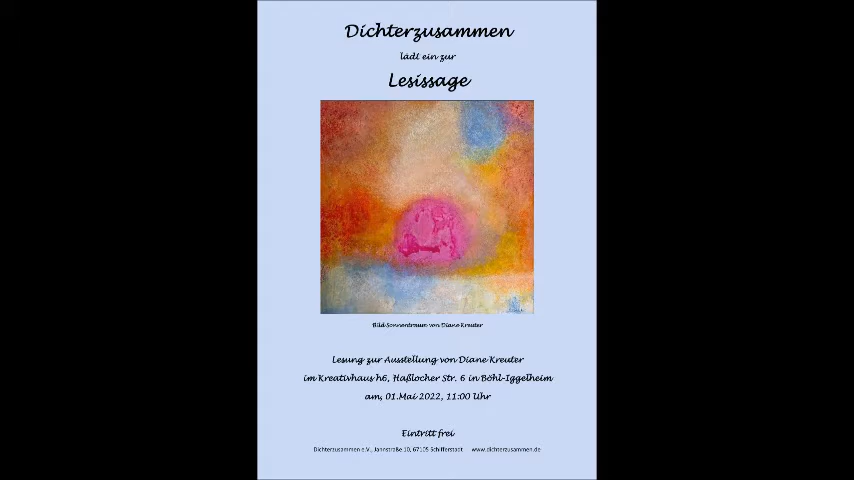 Dichterzusammen
lädt ein zur
Lesissage
Bild Sonnentraum von Diane Kreuter
Lesung zur Ausstellung von Diane Kreuter
im Kreativhaus h6, Haßlocher Str. 6 in Böhl-Iggelheim
am, 01.Mai 2022, 11:00 Uhr
Eintritt frei
Dichterzusammen e.V., Jahnstraße 10, 67105 Schifferstadt www.dichterzusammen.de